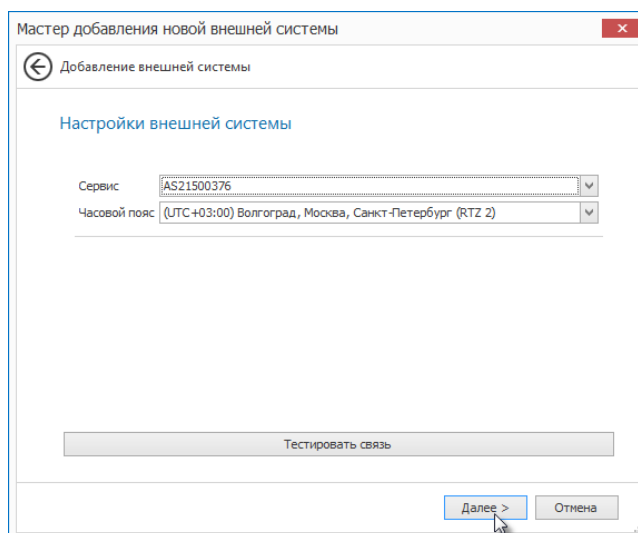 Мастер добавления новой внешней системы
Добавление внешней системы
Настройки внешней системы
Сервис AS21500376
Часовой пояс (UTC+03:00) Волгоград, Москва, Санкт-Петербург (RTZ 2)
Тестировать связь
Далее > Отмена